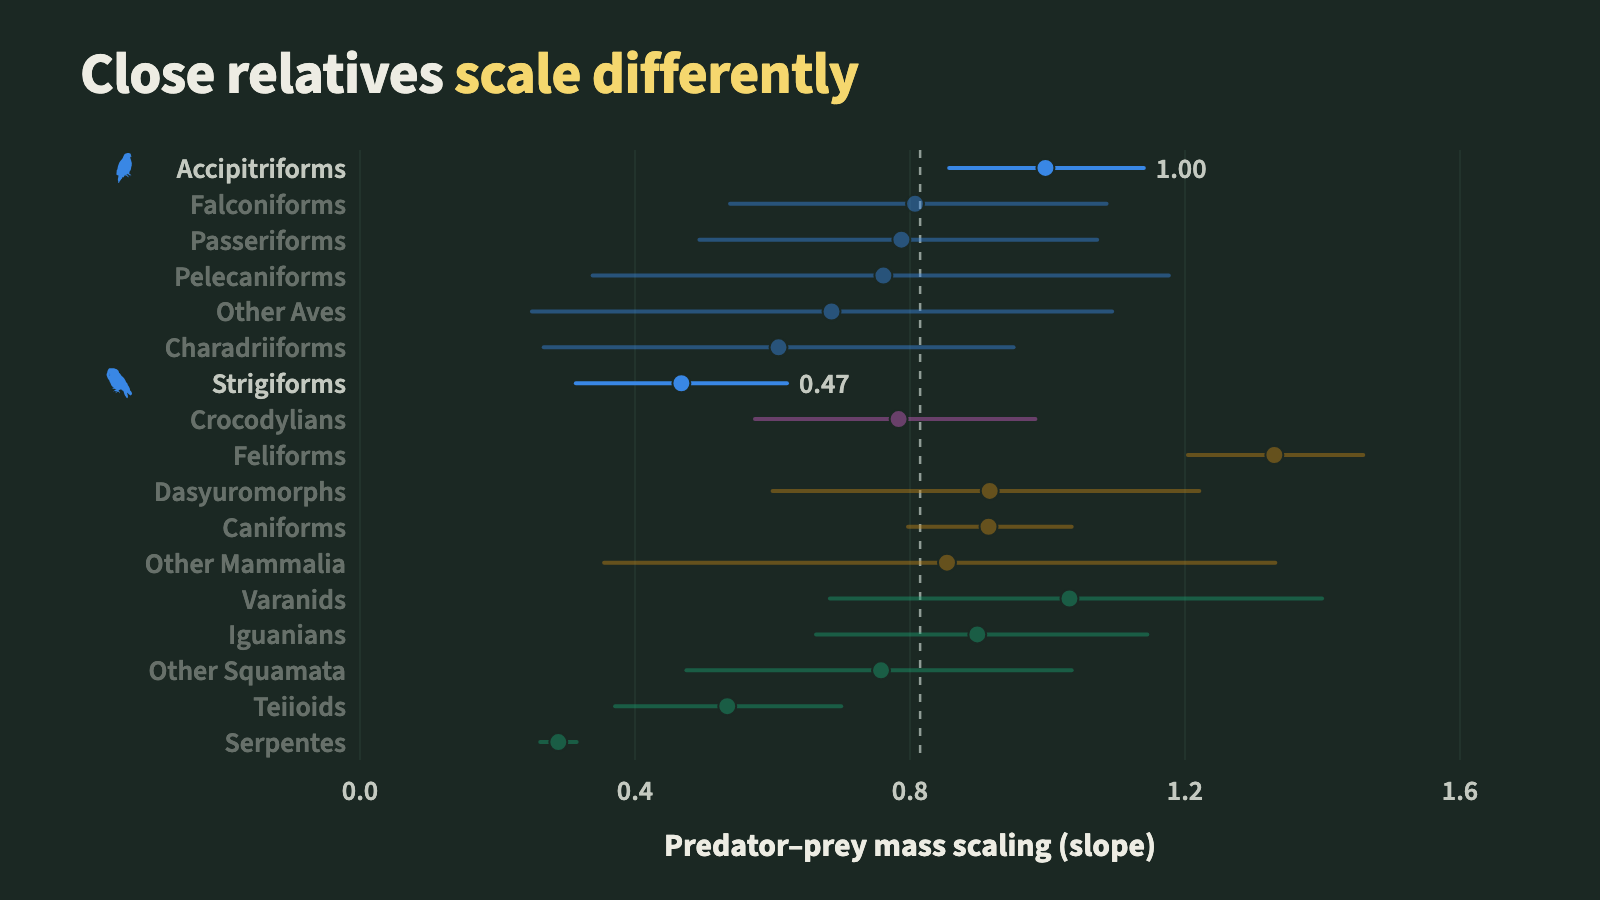 Close relatives scale differently
Accipitriforms 1.00
Falconiforms
Passeriforms
Pelecaniforms
Other Aves
Charadriiforms
Strigiforms 0.47
Crocodylians
Feliforms
Dasyuromorphs
Caniforms
Other Mammalia
Varanids
Iguanians
Other Squamata
Teiioids
Serpentes
0.0 0.4 0.8 1.2 1.6
Predator–prey mass scaling (slope)